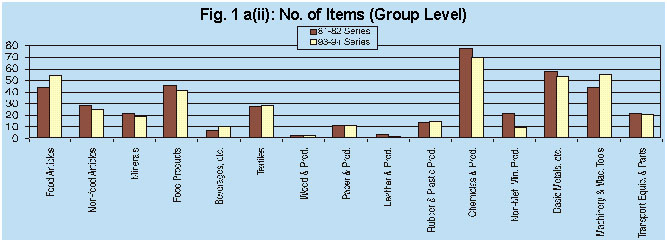 Fig. 1 a(ii): No. of Items (Group Level)
81-82 Series
93-94 Series
80
70
60
50
40
30
20
10
0
Food Articles
Non-Food Articles
Minerals
Food Products
Beverages, etc.
Textiles
Wood & Prod.
Paper & Prod.
Leather & Prod.
Rubber & Plastic Prod.
Chemicals & Prod.
Non-Met. Min. Prod.
Basic Metals, etc.
Machinery & Mac. Tools
Transport Equip. & Parts